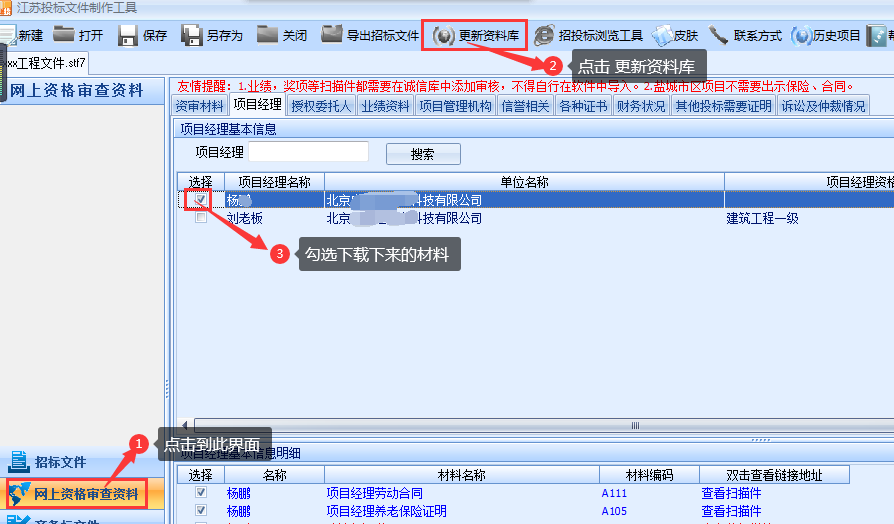 江苏投标文件制作工具
新建 打开 保存 另存为 关闭 导出招标文件 更新资料库 招投标浏览工具 皮肤 联系方式 历史项目
xx工程文件.stf7
2 点击 更新资料库
网上资格审查资料
友情提醒：1.业绩，奖项等扫描件都需要在诚信库中添加审核，不得自行在软件中导入。2.盐城市区项目不需要出示保险、合同。
资审材料 项目经理 授权委托人 业绩资料 项目管理机构 信誉相关 各种证书 财务状况 其他投标需要证明 诉讼及仲裁情况
项目经理基本信息
项目经理 搜索
选择 项目经理名称 单位名称 项目经理资格
杨 北京 科技有限公司
刘老板 北京 科技有限公司 建筑工程一级
3 勾选下载下来的材料
1 点击到此界面
项目经理基本信息明细
招标文件
网上资格审查资料
选择 名称 材料名称 材料编码 双击查看链接地址
杨鹏 项目经理劳动合同 A111 查看扫描件
杨鹏 项目经理养老保险证明 A105 查看扫描件